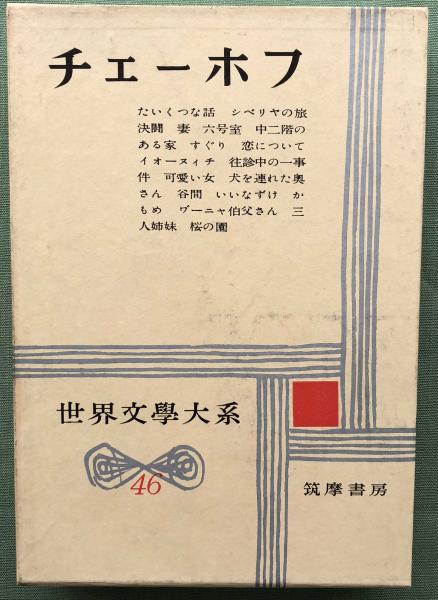 チェーホフ
たいくつな話　シベリヤの旅
決闘　妻　六号室　中二階の
ある家　すぐり　恋について
イオーヌィチ　往診中の一事
件　可愛い女　犬を連れた奥
さん　谷間　いいなずけ　か
もめ　ワーニャ伯父さん　三
人姉妹　桜の園
世界文學大系
46
筑摩書房